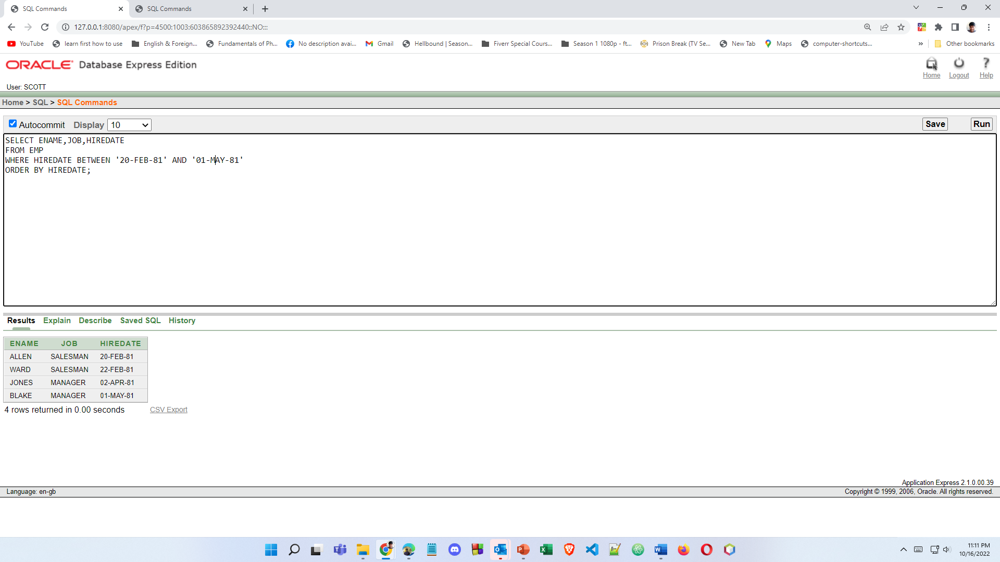 SQL Commands
SQL Commands
127.0.0.1:8080/apex/f?p=4500:1003:603865892392440::NO:::
YouTube
learn first how to use
English & Foreign...
Fundamentals of Ph...
No description avai...
Gmail
Hellbound | Season...
Fiverr Special Cours...
Season 1 1080p - ft...
Prison Break (TV Se...
New Tab
Maps
computer-shortcuts...
»
Other bookmarks
ORACLE Database Express Edition
Home
Logout
Help
User: SCOTT
Home > SQL > SQL Commands
Autocommit Display 10
Save
Run
SELECT ENAME,JOB,HIREDATE
FROM EMP
WHERE HIREDATE BETWEEN '20-FEB-81' AND '01-MAY-81'
ORDER BY HIREDATE;
Results Explain Describe Saved SQL History
ENAME JOB HIREDATE
ALLEN SALESMAN 20-FEB-81
WARD SALESMAN 22-FEB-81
JONES MANAGER 02-APR-81
BLAKE MANAGER 01-MAY-81
4 rows returned in 0.00 seconds CSV Export
Application Express 2.1.0.00.39
Language: en-gb
Copyright © 1999, 2006, Oracle. All rights reserved.
11:11 PM
10/16/2022